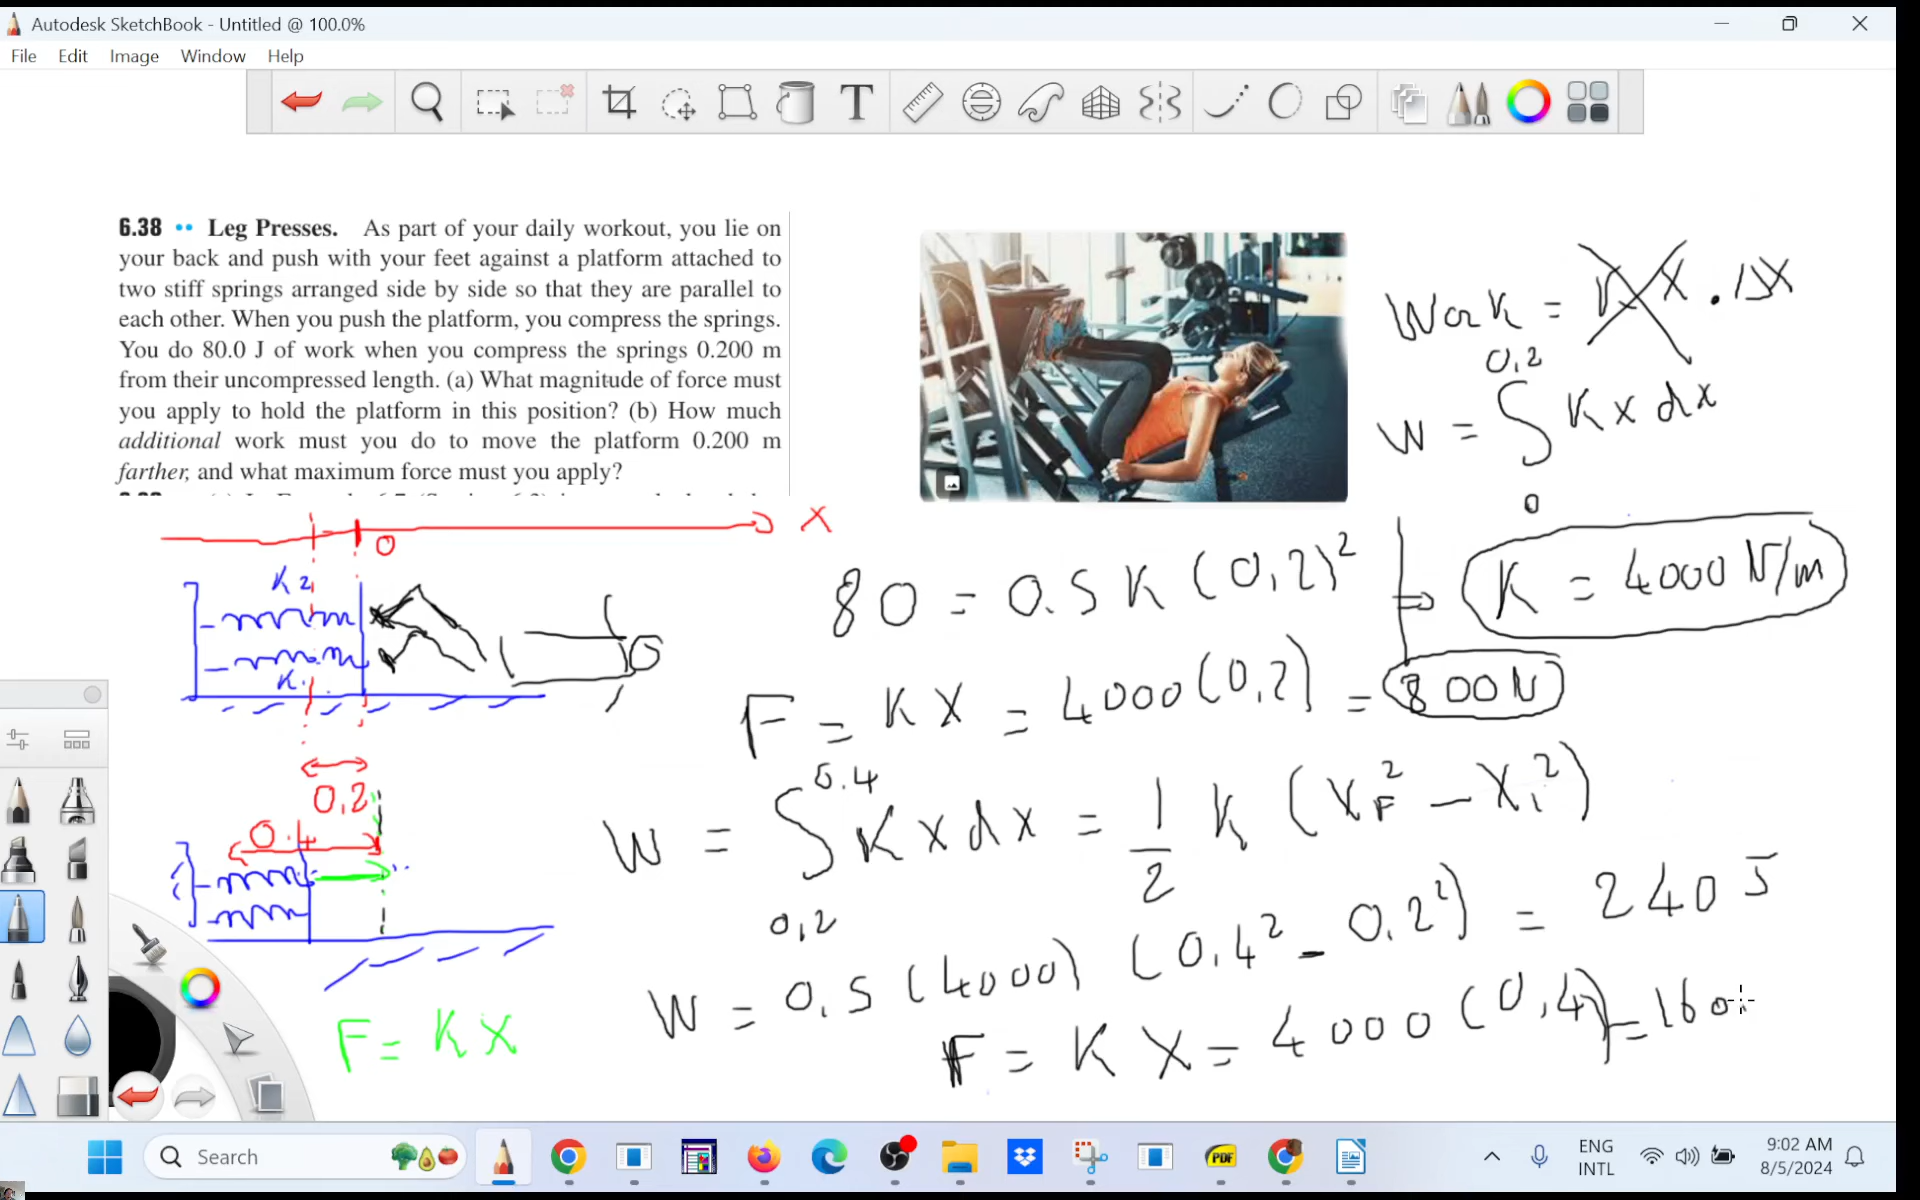 Autodesk SketchBook - Untitled @ 100.0%
File Edit Image Window Help
T
6.38 •• Leg Presses. As part of your daily workout, you lie on
your back and push with your feet against a platform attached to
two stiff springs arranged side by side so that they are parallel to
each other. When you push the platform, you compress the springs.
You do 80.0 J of work when you compress the springs 0.200 m
from their uncompressed length. (a) What magnitude of force must
you apply to hold the platform in this position? (b) How much
additional work must you do to move the platform 0.200 m
farther, and what maximum force must you apply?
Work = X . ΔX
0,2
W = ∫ K x dx
0
X
0
K2
K1
0,2
0.4
F = K X
80 = 0.5 K (0,2)²
⇒ K = 4000 N/m
F = K X = 4000 (0,2) = 800N
0.4
W = ∫ K x dx = 1/2 K (X_F² - X_i²)
0,2
W = 0,5 (4000) (0,4² - 0,2²) = 240 J
F = K X = 4000 (0,4) = 160
Search
PDF
ENG
INTL
9:02 AM
8/5/2024